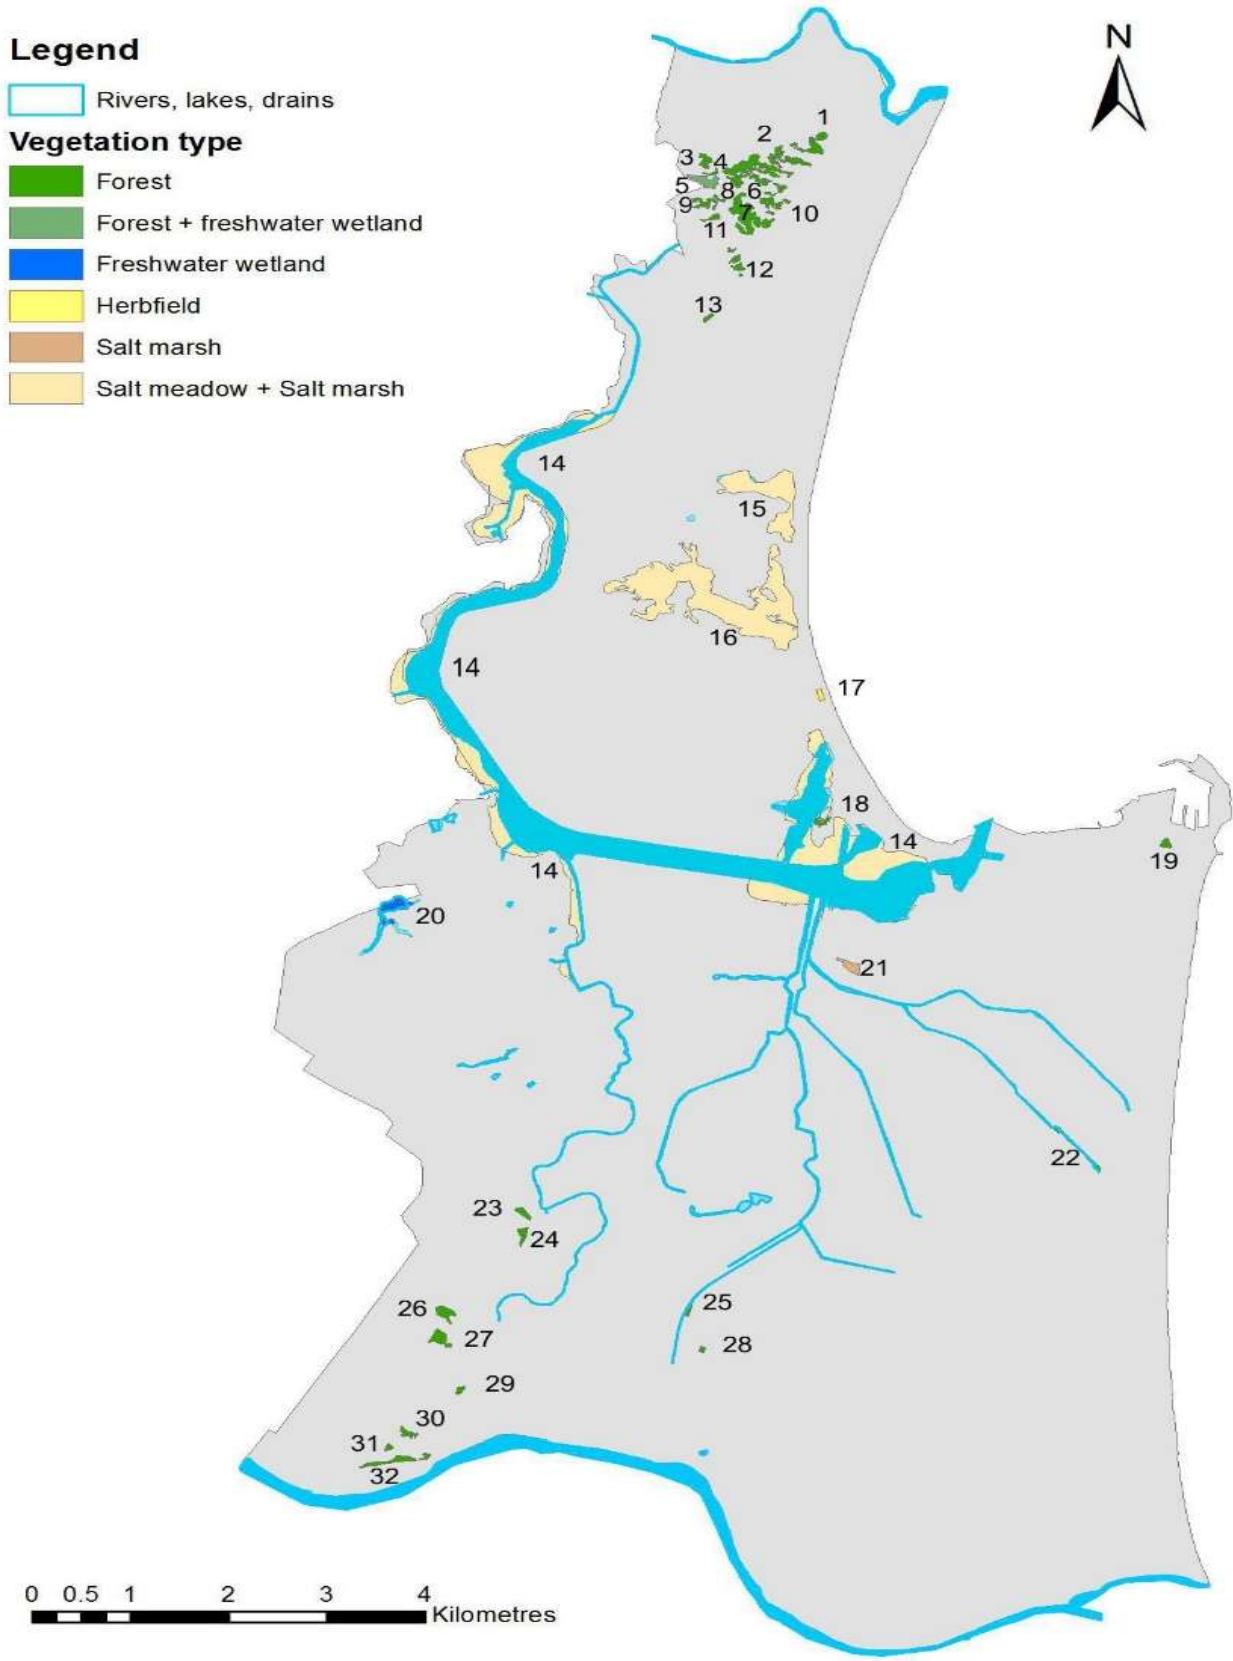 Legend
Rivers, lakes, drains
Vegetation type
Forest
Forest + freshwater wetland
Freshwater wetland
Herbfield
Salt marsh
Salt meadow + Salt marsh
N
1
2
3
4
5
8
6
9
7
10
11
12
13
14
15
16
14
17
18
14
19
14
20
21
22
23
24
26
25
27
28
29
30
31
32
0 0.5 1 2 3 4
Kilometres